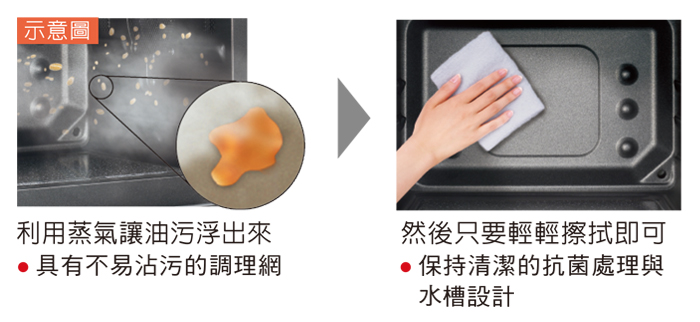 示意圖
利用蒸氣讓油污浮出來
● 具有不易沾污的調理網
然後只要輕輕擦拭即可
● 保持清潔的抗菌處理與
水槽設計